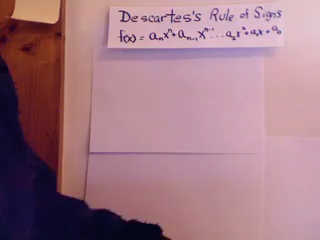 Descartes's Rule of Signs
f(x) = aₙxⁿ + aₙ₋₁xⁿ⁻¹ ... a₂x² + a₁x + a₀